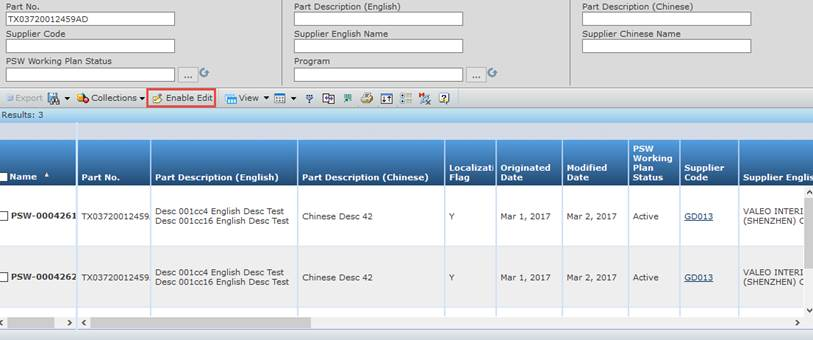 Part No.
Part Description (English)
Part Description (Chinese)
TX03720012459AD
Supplier Code
Supplier English Name
Supplier Chinese Name
PSW Working Plan Status
Program
...
...
Export
Collections
Enable Edit
View
Results: 3
Name
Part No.
Part Description (English)
Part Description (Chinese)
Localizati
Flag
Originated
Date
Modified
Date
PSW
Working
Plan
Status
Supplier
Code
Supplier Englis
PSW-0004261
TX03720012459
Desc 001cc4 English Desc Test
Desc 001cc16 English Desc Test
Chinese Desc 42
Y
Mar 1, 2017
Mar 2, 2017
Active
GD013
VALEO INTERI
(SHENZHEN) C
PSW-0004262
TX03720012459
Desc 001cc4 English Desc Test
Desc 001cc16 English Desc Test
Chinese Desc 42
Y
Mar 1, 2017
Mar 2, 2017
Active
GD013
VALEO INTERI
(SHENZHEN) C